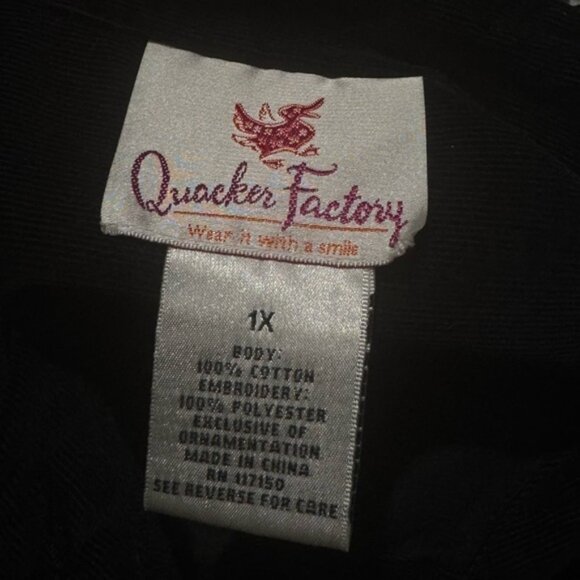 Quacker Factory
Wear it with a smile
1X
BODY:
100% COTTON
EMBROIDERY:
100% POLYESTER
EXCLUSIVE OF
ORNAMENTATION
MADE IN CHINA
RN 117150
SEE REVERSE FOR CARE